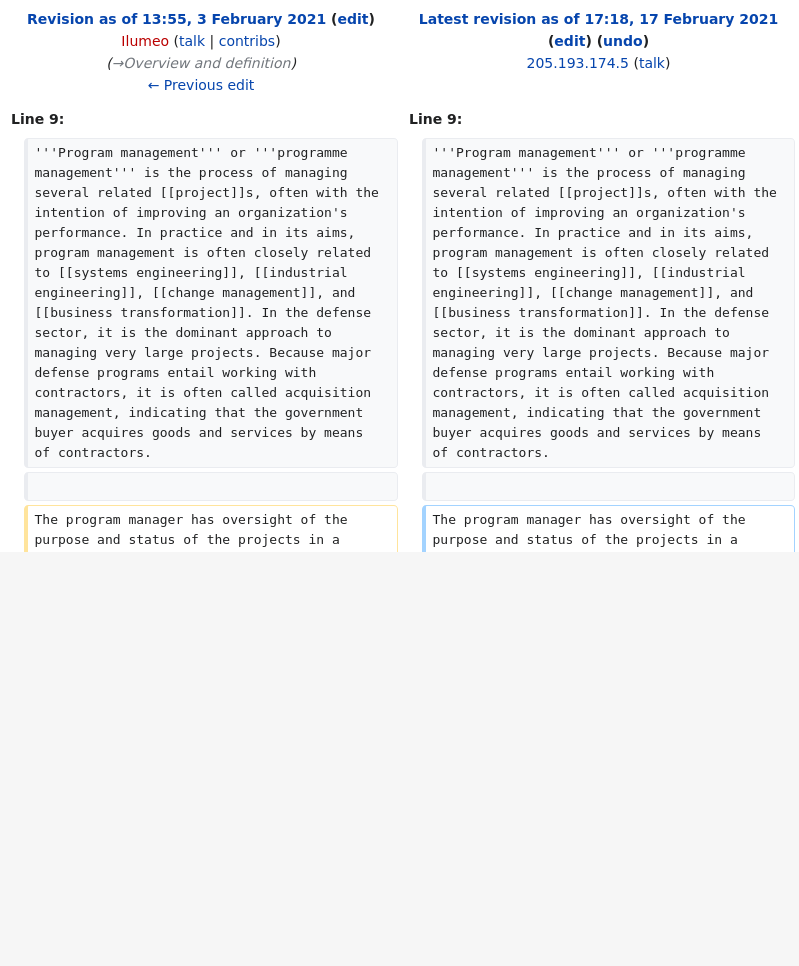 Revision as of 13:55, 3 February 2021 (edit)
Ilumeo (talk | contribs)
(→Overview and definition)
← Previous edit
Latest revision as of 17:18, 17 February 2021
(edit) (undo)
205.193.174.5 (talk)
Line 9:
'''Program management''' or '''programme
management''' is the process of managing
several related [[project]]s, often with the
intention of improving an organization's
performance. In practice and in its aims,
program management is often closely related
to [[systems engineering]], [[industrial
engineering]], [[change management]], and
[[business transformation]]. In the defense
sector, it is the dominant approach to
managing very large projects. Because major
defense programs entail working with
contractors, it is often called acquisition
management, indicating that the government
buyer acquires goods and services by means
of contractors.
The program manager has oversight of the
purpose and status of the projects in a
Line 9:
'''Program management''' or '''programme
management''' is the process of managing
several related [[project]]s, often with the
intention of improving an organization's
performance. In practice and in its aims,
program management is often closely related
to [[systems engineering]], [[industrial
engineering]], [[change management]], and
[[business transformation]]. In the defense
sector, it is the dominant approach to
managing very large projects. Because major
defense programs entail working with
contractors, it is often called acquisition
management, indicating that the government
buyer acquires goods and services by means
of contractors.
The program manager has oversight of the
purpose and status of the projects in a